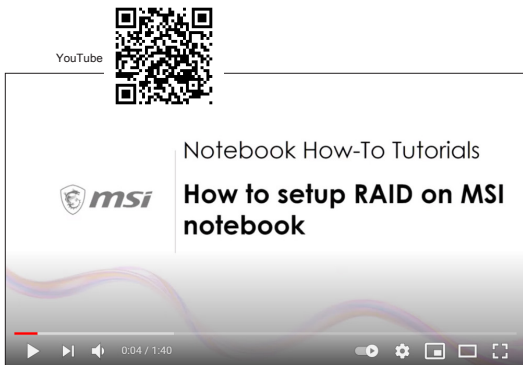 YouTube
Notebook How-To Tutorials
msi
How to setup RAID on MSI
notebook
0:04 / 1:40